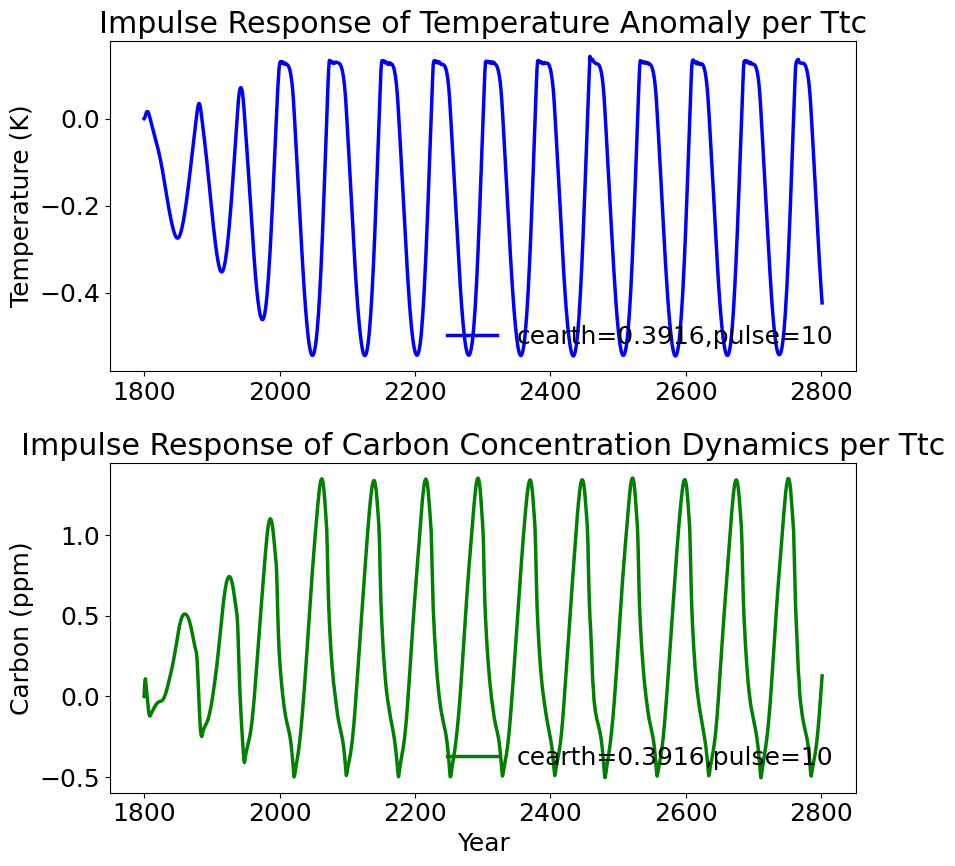 Impulse Response of Temperature Anomaly per Ttc
Temperature (K)
0.0
−0.2
−0.4
cearth=0.3916,pulse=10
1800 2000 2200 2400 2600 2800
Impulse Response of Carbon Concentration Dynamics per Ttc
Carbon (ppm)
1.0
0.5
0.0
−0.5
cearth=0.3916,pulse=10
1800 2000 2200 2400 2600 2800
Year